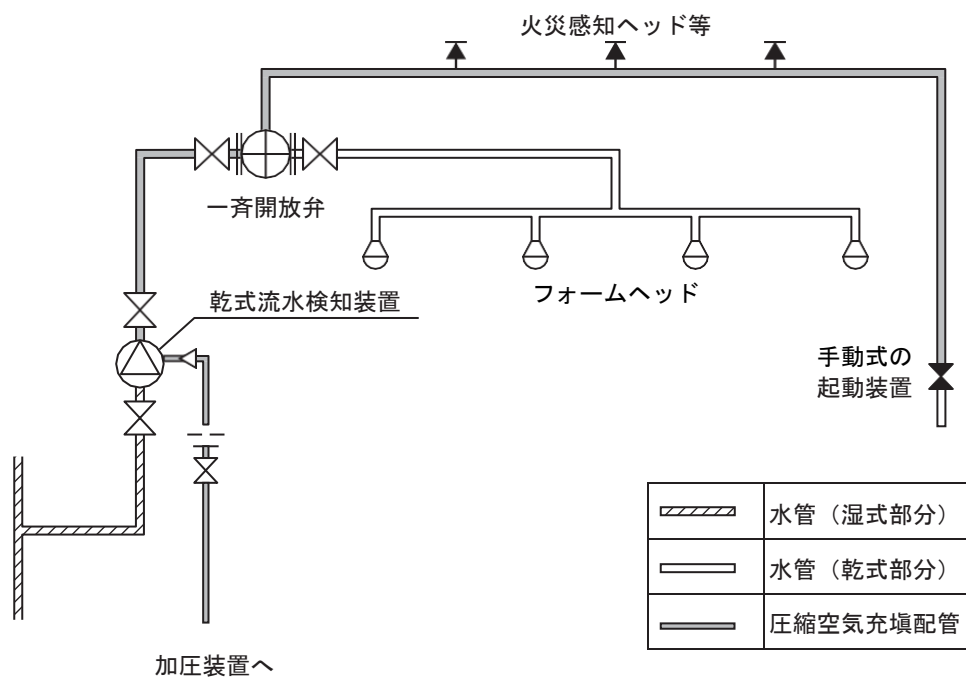 火災感知ヘッド等
一斉開放弁
乾式流水検知装置
フォームヘッド
手動式の
起動装置
水管（湿式部分）
水管（乾式部分）
圧縮空気充塡配管
加圧装置へ